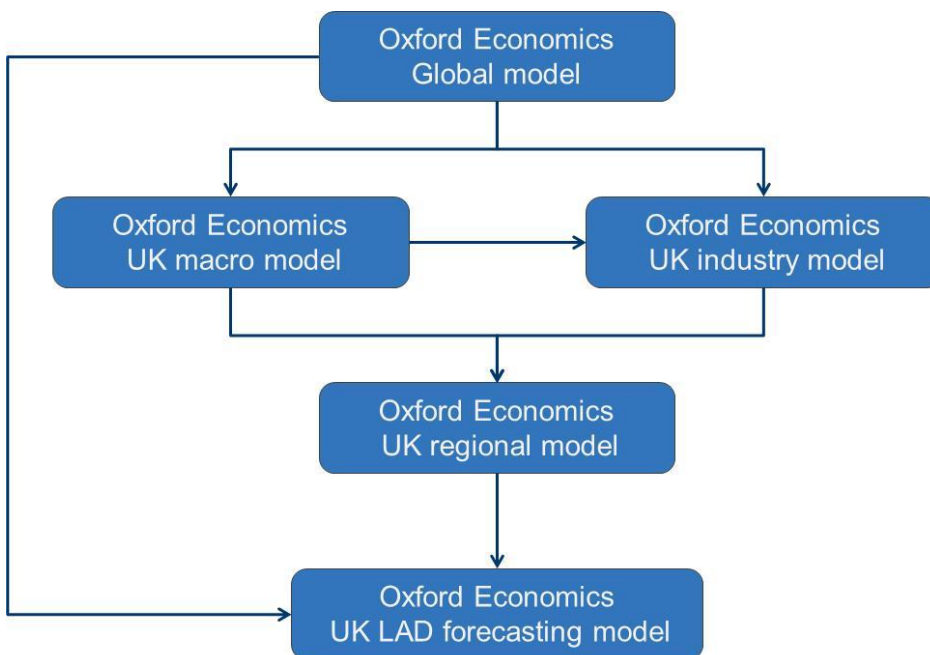 Oxford Economics
Global model
Oxford Economics
UK macro model
Oxford Economics
UK industry model
Oxford Economics
UK regional model
Oxford Economics
UK LAD forecasting model